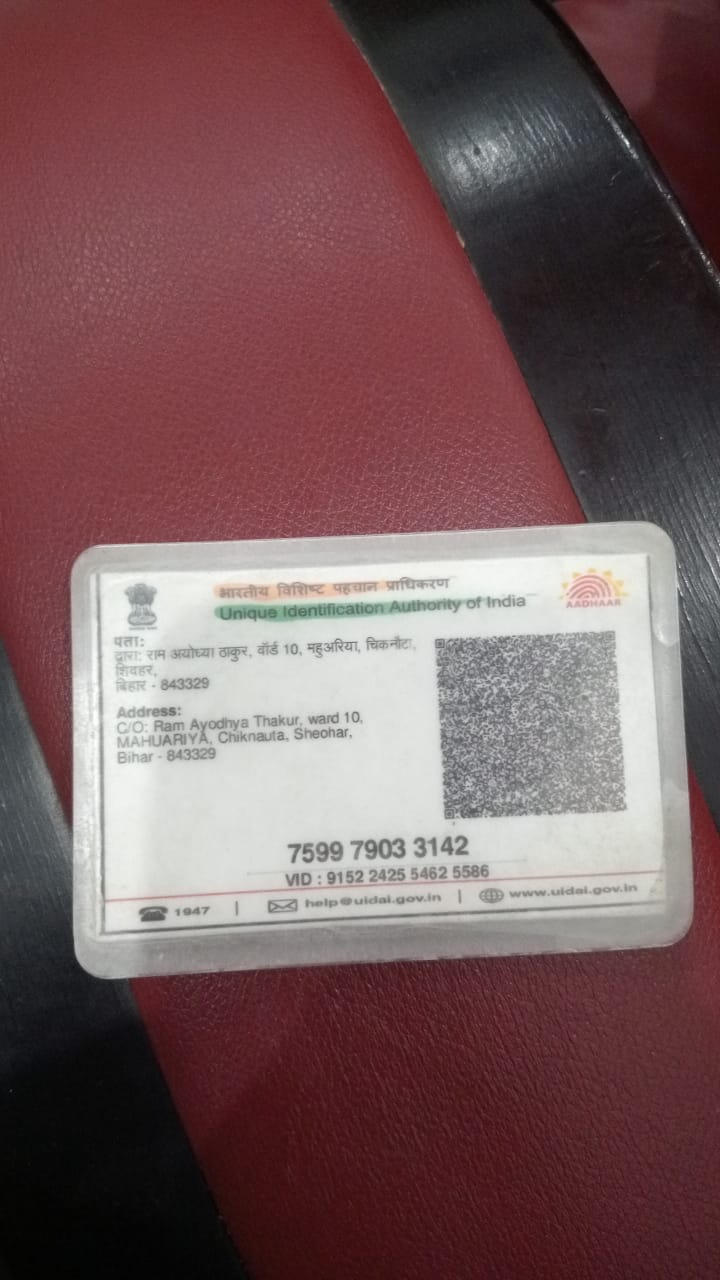 भारतीय विशिष्ट पहचान प्राधिकरण
Unique Identification Authority of India
AADHAAR
पता:
द्वारा: राम अयोध्या ठाकुर, वॉर्ड 10, महुअरिया, चिकनौटा,
शिवहर,
बिहार - 843329
Address:
C/O: Ram Ayodhya Thakur, ward 10,
MAHUARIYA, Chiknauta, Sheohar,
Bihar - 843329
7599 7903 3142
VID : 9152 2425 5462 5586
1947 | help@uidai.gov.in | www.uidai.gov.in